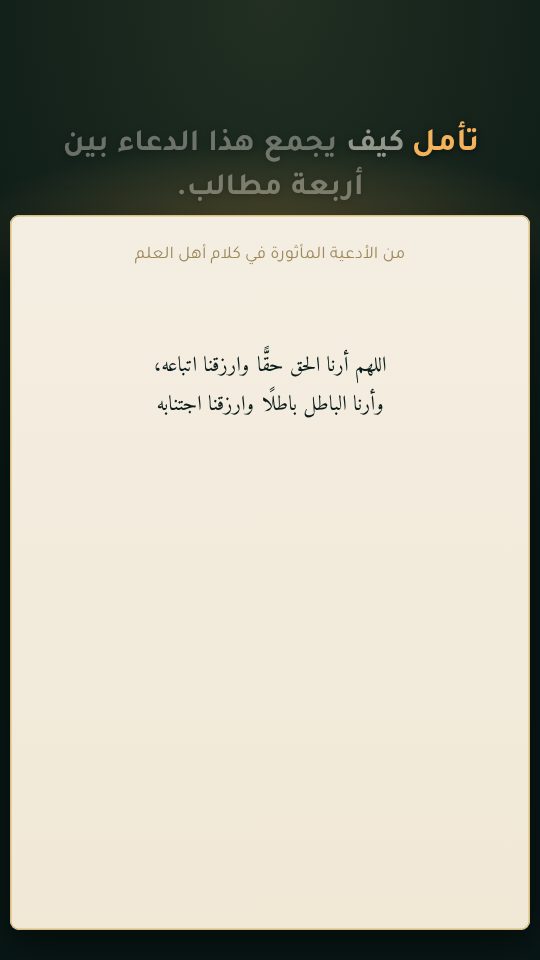 تأمل كيف يجمع هذا الدعاء بين
أربعة مطالب.
من الأدعية المأثورة في كلام أهل العلم
اللهم أرنا الحق حقًّا وارزقنا اتباعه،
وأرنا الباطل باطلًا وارزقنا اجتنابه